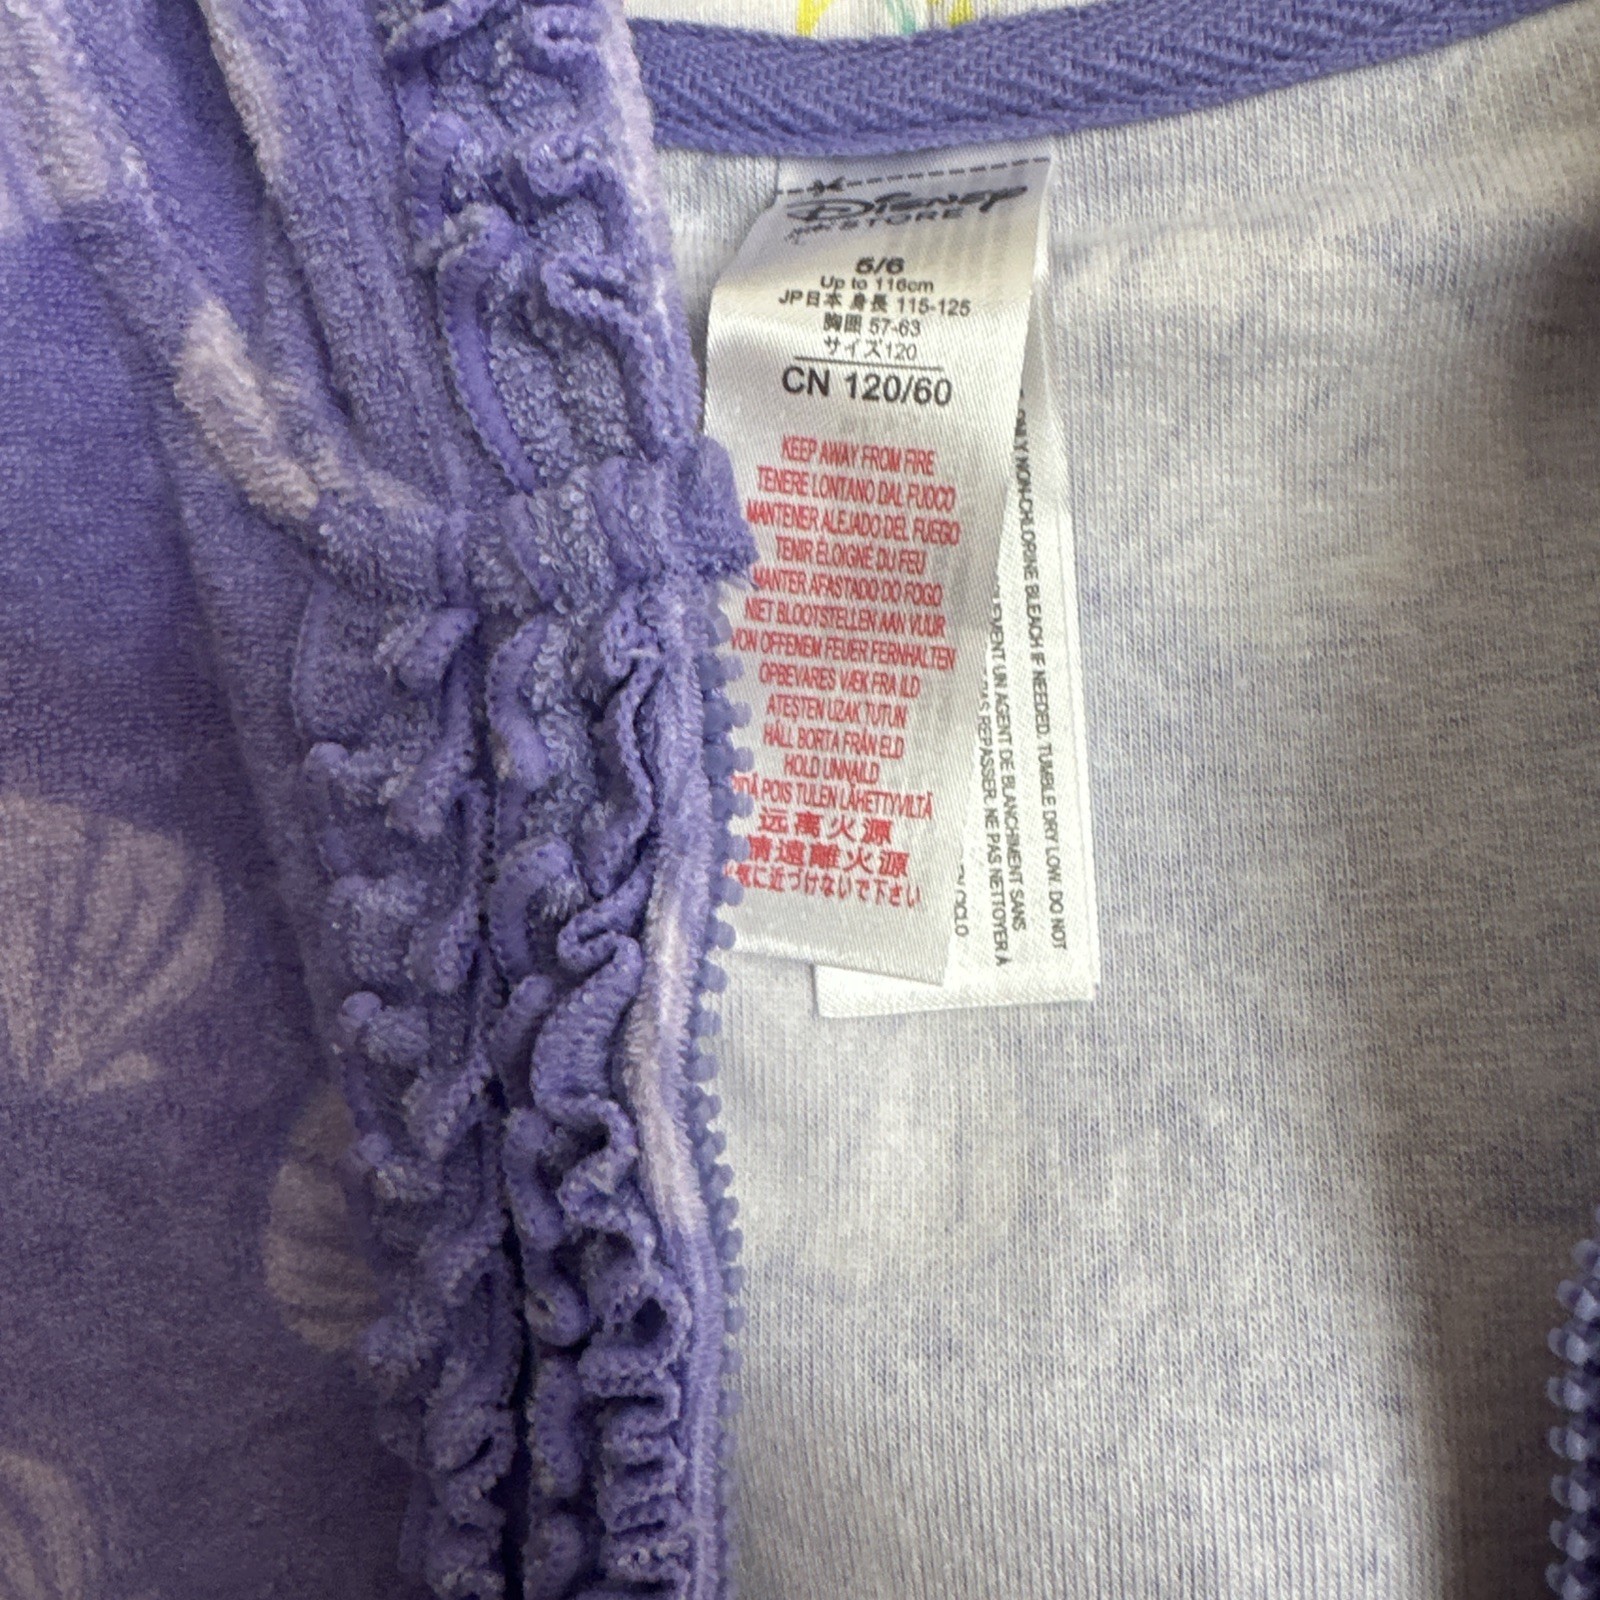 Disney
STORE
5/6
Up to 116cm
JP日本 身長 115-125
胸囲 57-63
サイズ120
CN 120/60
KEEP AWAY FROM FIRE
TENERE LONTANO DAL FUOCO
MANTENER ALEJADO DEL FUEGO
TENIR ÉLOIGNÉ DU FEU
MANTER AFASTADO DO FOGO
NIET BLOOTSTELLEN AAN VUUR
VON OFFENEM FEUER FERNHALTEN
OPBEVARES VÆK FRA ILD
ATEŞTEN UZAK TUTUN
HÅLL BORTA FRÅN ELD
HOLD UNNA ILD
POIS TULEN LÄHETTYVILTÄ
远离火源
請遠離火源
火気に近づけないで下さい
ONLY NON-CHLORINE BLEACH IF NEEDED. TUMBLE DRY LOW. DO NOT
UN AGENT DE BLANCHIMENT SANS
PAS REPASSER. NE PAS NETTOYER À
CICLO